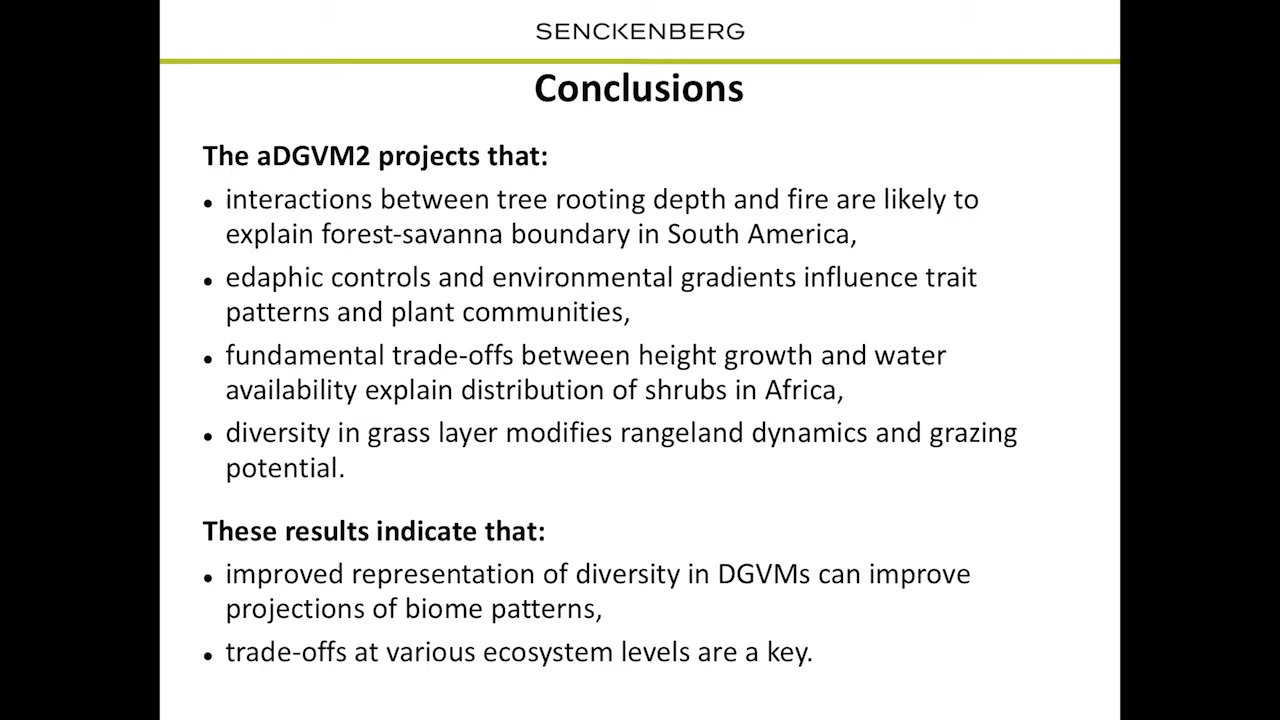 SENCKENBERG
Conclusions
The aDGVM2 projects that:
• interactions between tree rooting depth and fire are likely to
explain forest-savanna boundary in South America,
• edaphic controls and environmental gradients influence trait
patterns and plant communities,
• fundamental trade-offs between height growth and water
availability explain distribution of shrubs in Africa,
• diversity in grass layer modifies rangeland dynamics and grazing
potential.
These results indicate that:
• improved representation of diversity in DGVMs can improve
projections of biome patterns,
• trade-offs at various ecosystem levels are a key.